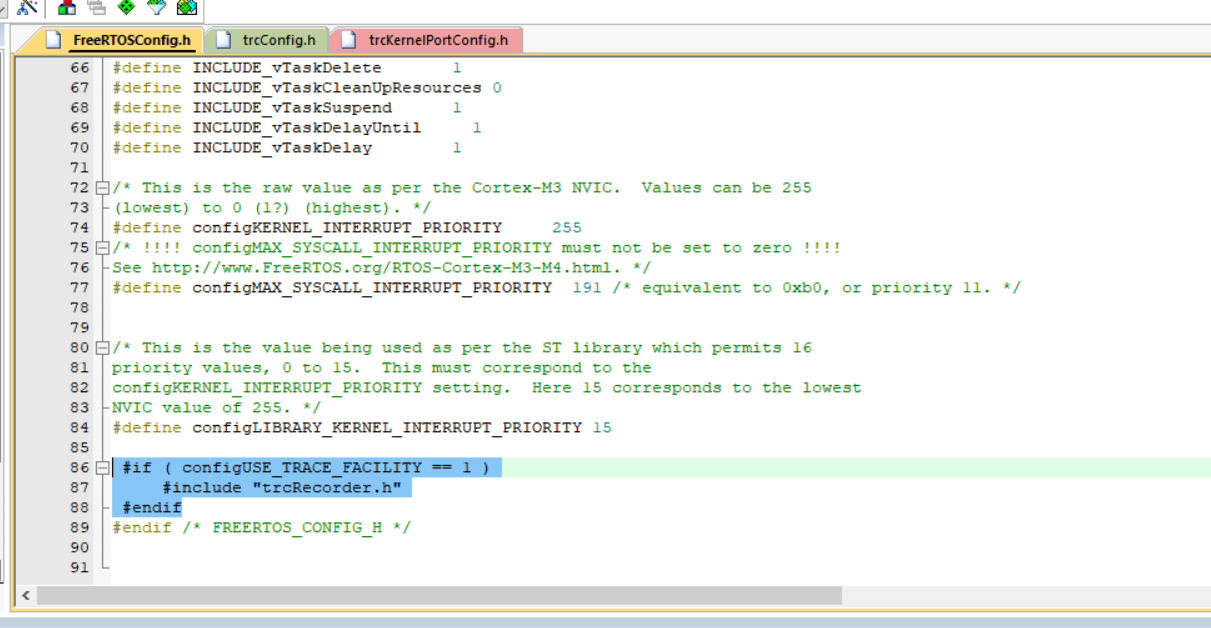 FreeRTOSConfig.h trcConfig.h trcKernelPortConfig.h
66 #define INCLUDE_vTaskDelete 1
67 #define INCLUDE_vTaskCleanUpResources 0
68 #define INCLUDE_vTaskSuspend 1
69 #define INCLUDE_vTaskDelayUntil 1
70 #define INCLUDE_vTaskDelay 1
71
72 /* This is the raw value as per the Cortex-M3 NVIC.  Values can be 255
73 (lowest) to 0 (1?) (highest). */
74 #define configKERNEL_INTERRUPT_PRIORITY 255
75 /* !!!! configMAX_SYSCALL_INTERRUPT_PRIORITY must not be set to zero !!!!
76 See http://www.FreeRTOS.org/RTOS-Cortex-M3-M4.html. */
77 #define configMAX_SYSCALL_INTERRUPT_PRIORITY 191 /* equivalent to 0xb0, or priority 11. */
78
79
80 /* This is the value being used as per the ST library which permits 16
81 priority values, 0 to 15.  This must correspond to the
82 configKERNEL_INTERRUPT_PRIORITY setting.  Here 15 corresponds to the lowest
83 NVIC value of 255. */
84 #define configLIBRARY_KERNEL_INTERRUPT_PRIORITY 15
85
86 #if ( configUSE_TRACE_FACILITY == 1 )
87 #include "trcRecorder.h"
88 #endif
89 #endif /* FREERTOS_CONFIG_H */
90
91